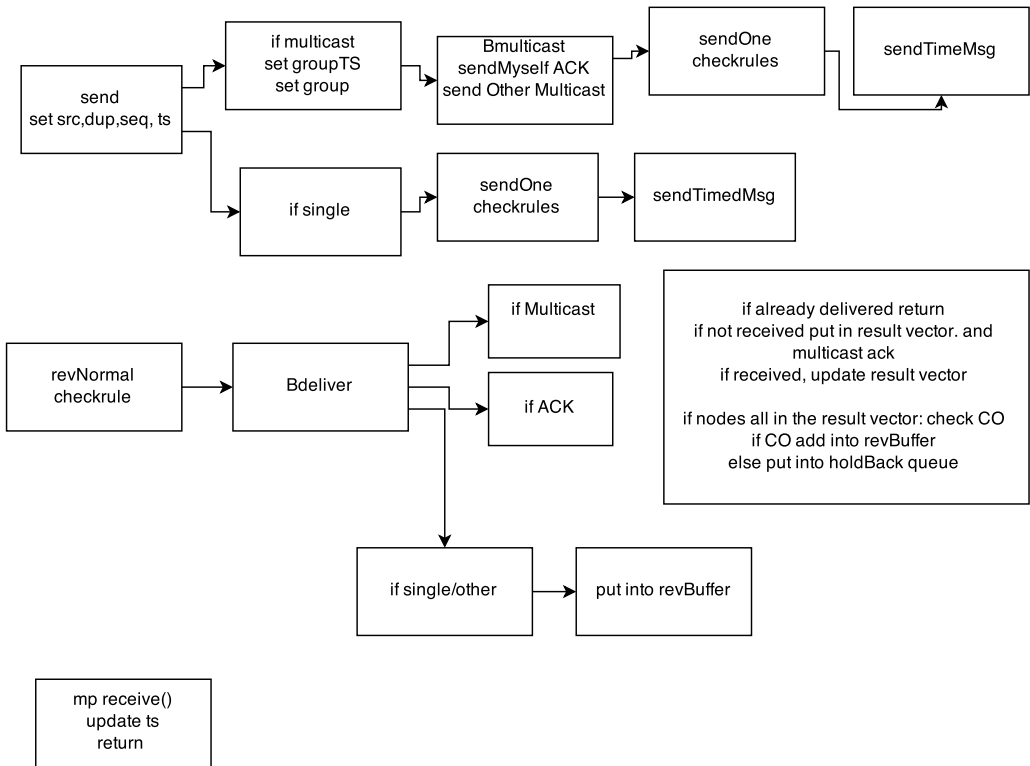 send
set src,dup,seq, ts
if multicast
set groupTS
set group
Bmulticast
sendMyself ACK
send Other Multicast
sendOne
checkrules
sendTimeMsg
if single
sendOne
checkrules
sendTimedMsg
revNormal
checkrule
Bdeliver
if Multicast
if ACK
if already delivered return
if not received put in result vector. and
multicast ack
if received, update result vector
if nodes all in the result vector: check CO
if CO add into revBuffer
else put into holdBack queue
if single/other
put into revBuffer
mp receive()
update ts
return